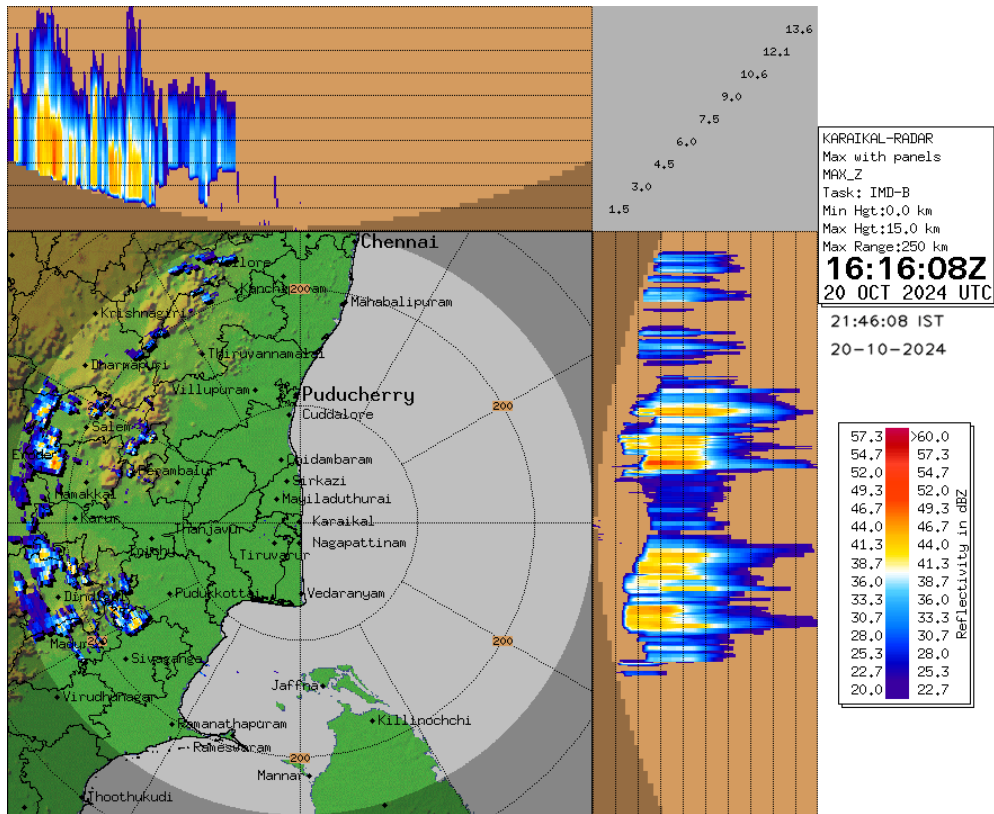 13.6
12.1
10.6
9.0
7.5
6.0
4.5
3.0
1.5
KARAIKAL-RADAR
Max with panels
MAX_Z
Task: IMD-B
Min Hgt:0.0 km
Max Hgt:15.0 km
Max Range:250 km
16:16:08Z
20 OCT 2024 UTC
21:46:08 IST
20-10-2024
Chennai
200
Mahabalipuram
Krishnagiri
Thiruvannamalai
Dharmapuri
Villupuram
Puducherry
200
Cuddalore
Salem
Chidambaram
Perambalur
Sirkazi
Namakkal
Mayiladuthurai
Karur
Thanjavur
Karaikal
Tiruvarur
Nagapattinam
Pudukkottai
Vedaranyam
200
200
Sivaganga
Jaffna
Virudhunagar
Ramanathapuram
Killinochchi
Rameswaram
200
Mannar
Thoothukudi
57.3 >60.0
54.7 57.3
52.0 54.7
49.3 52.0
46.7 49.3
44.0 46.7
41.3 44.0
38.7 41.3
36.0 38.7
33.3 36.0
30.7 33.3
28.0 30.7
25.3 28.0
22.7 25.3
20.0 22.7
Reflectivity in dBZ